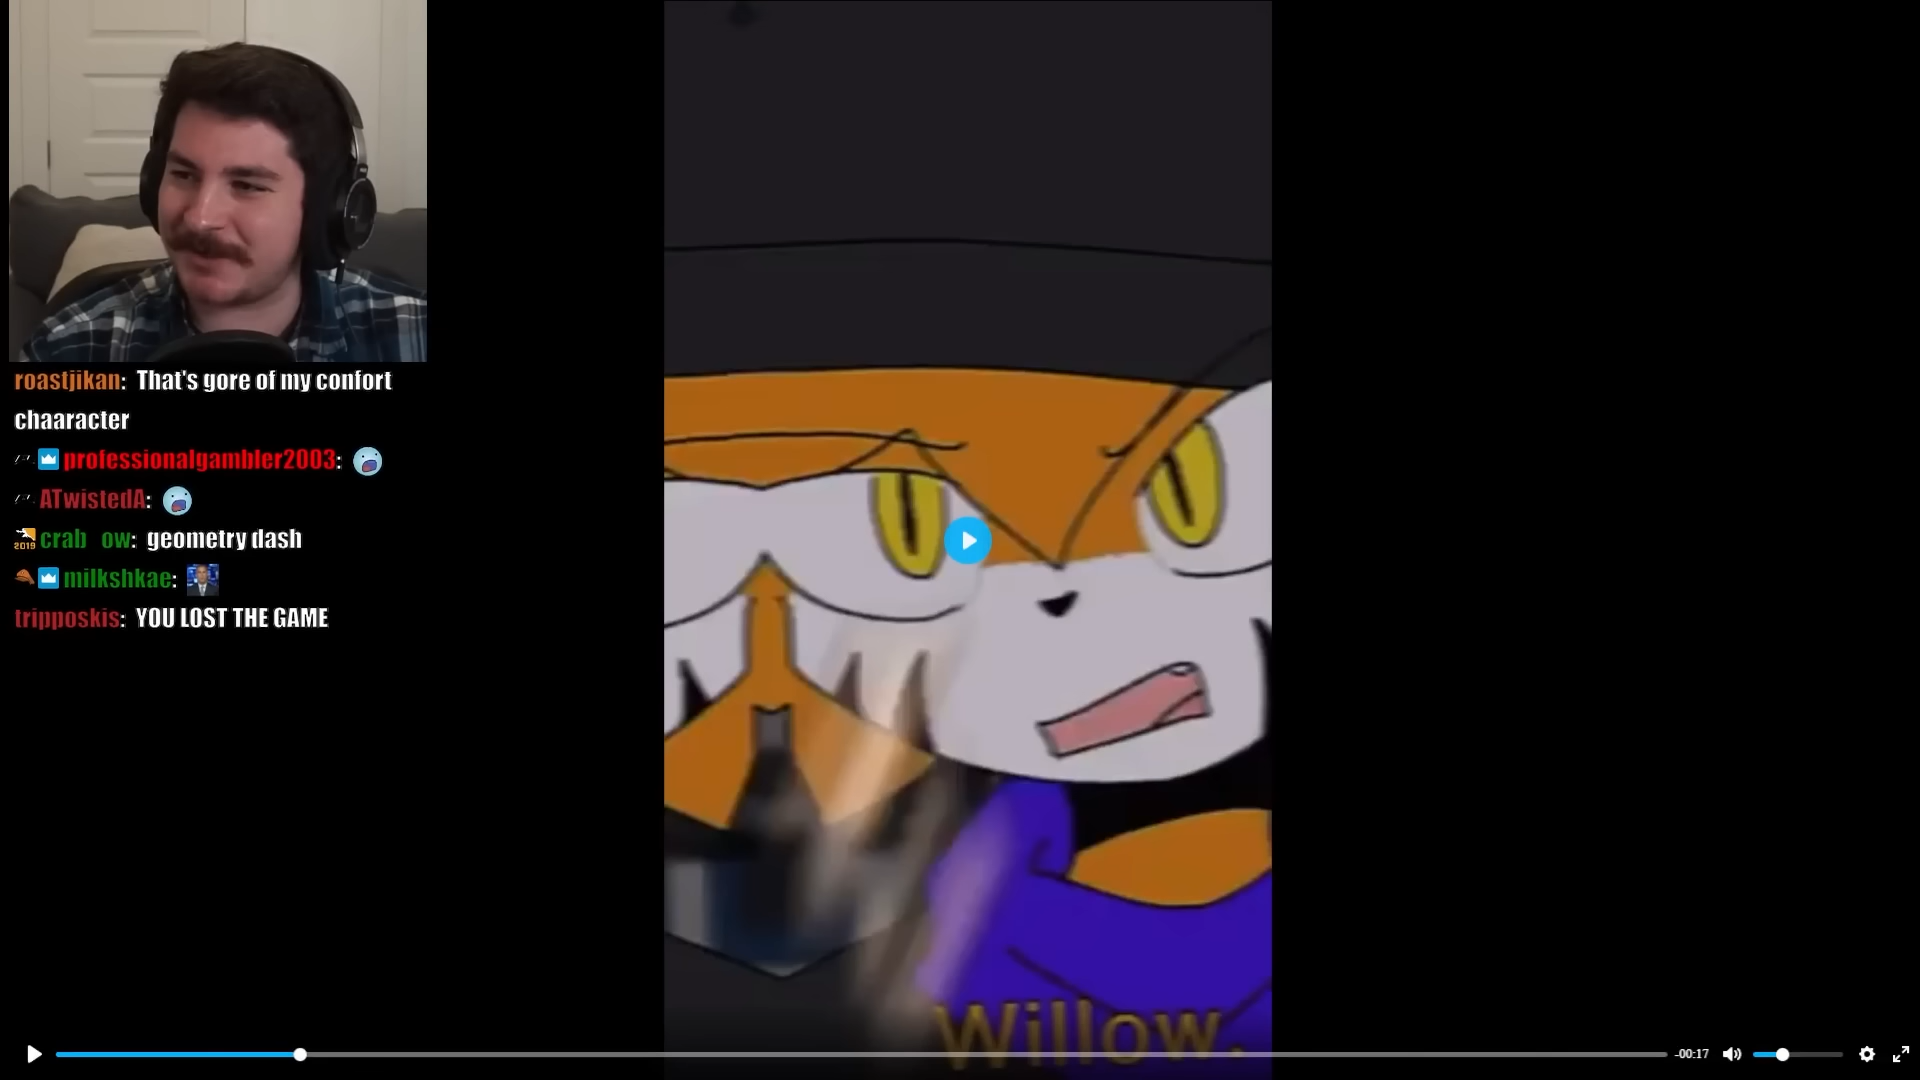 roastjikan: That's gore of my confort
chaaracter
professionalgambler2003:
ATwistedA:
2019 crab_ow: geometry dash
milkshkae:
tripposkis: YOU LOST THE GAME
Willow.
-00:17